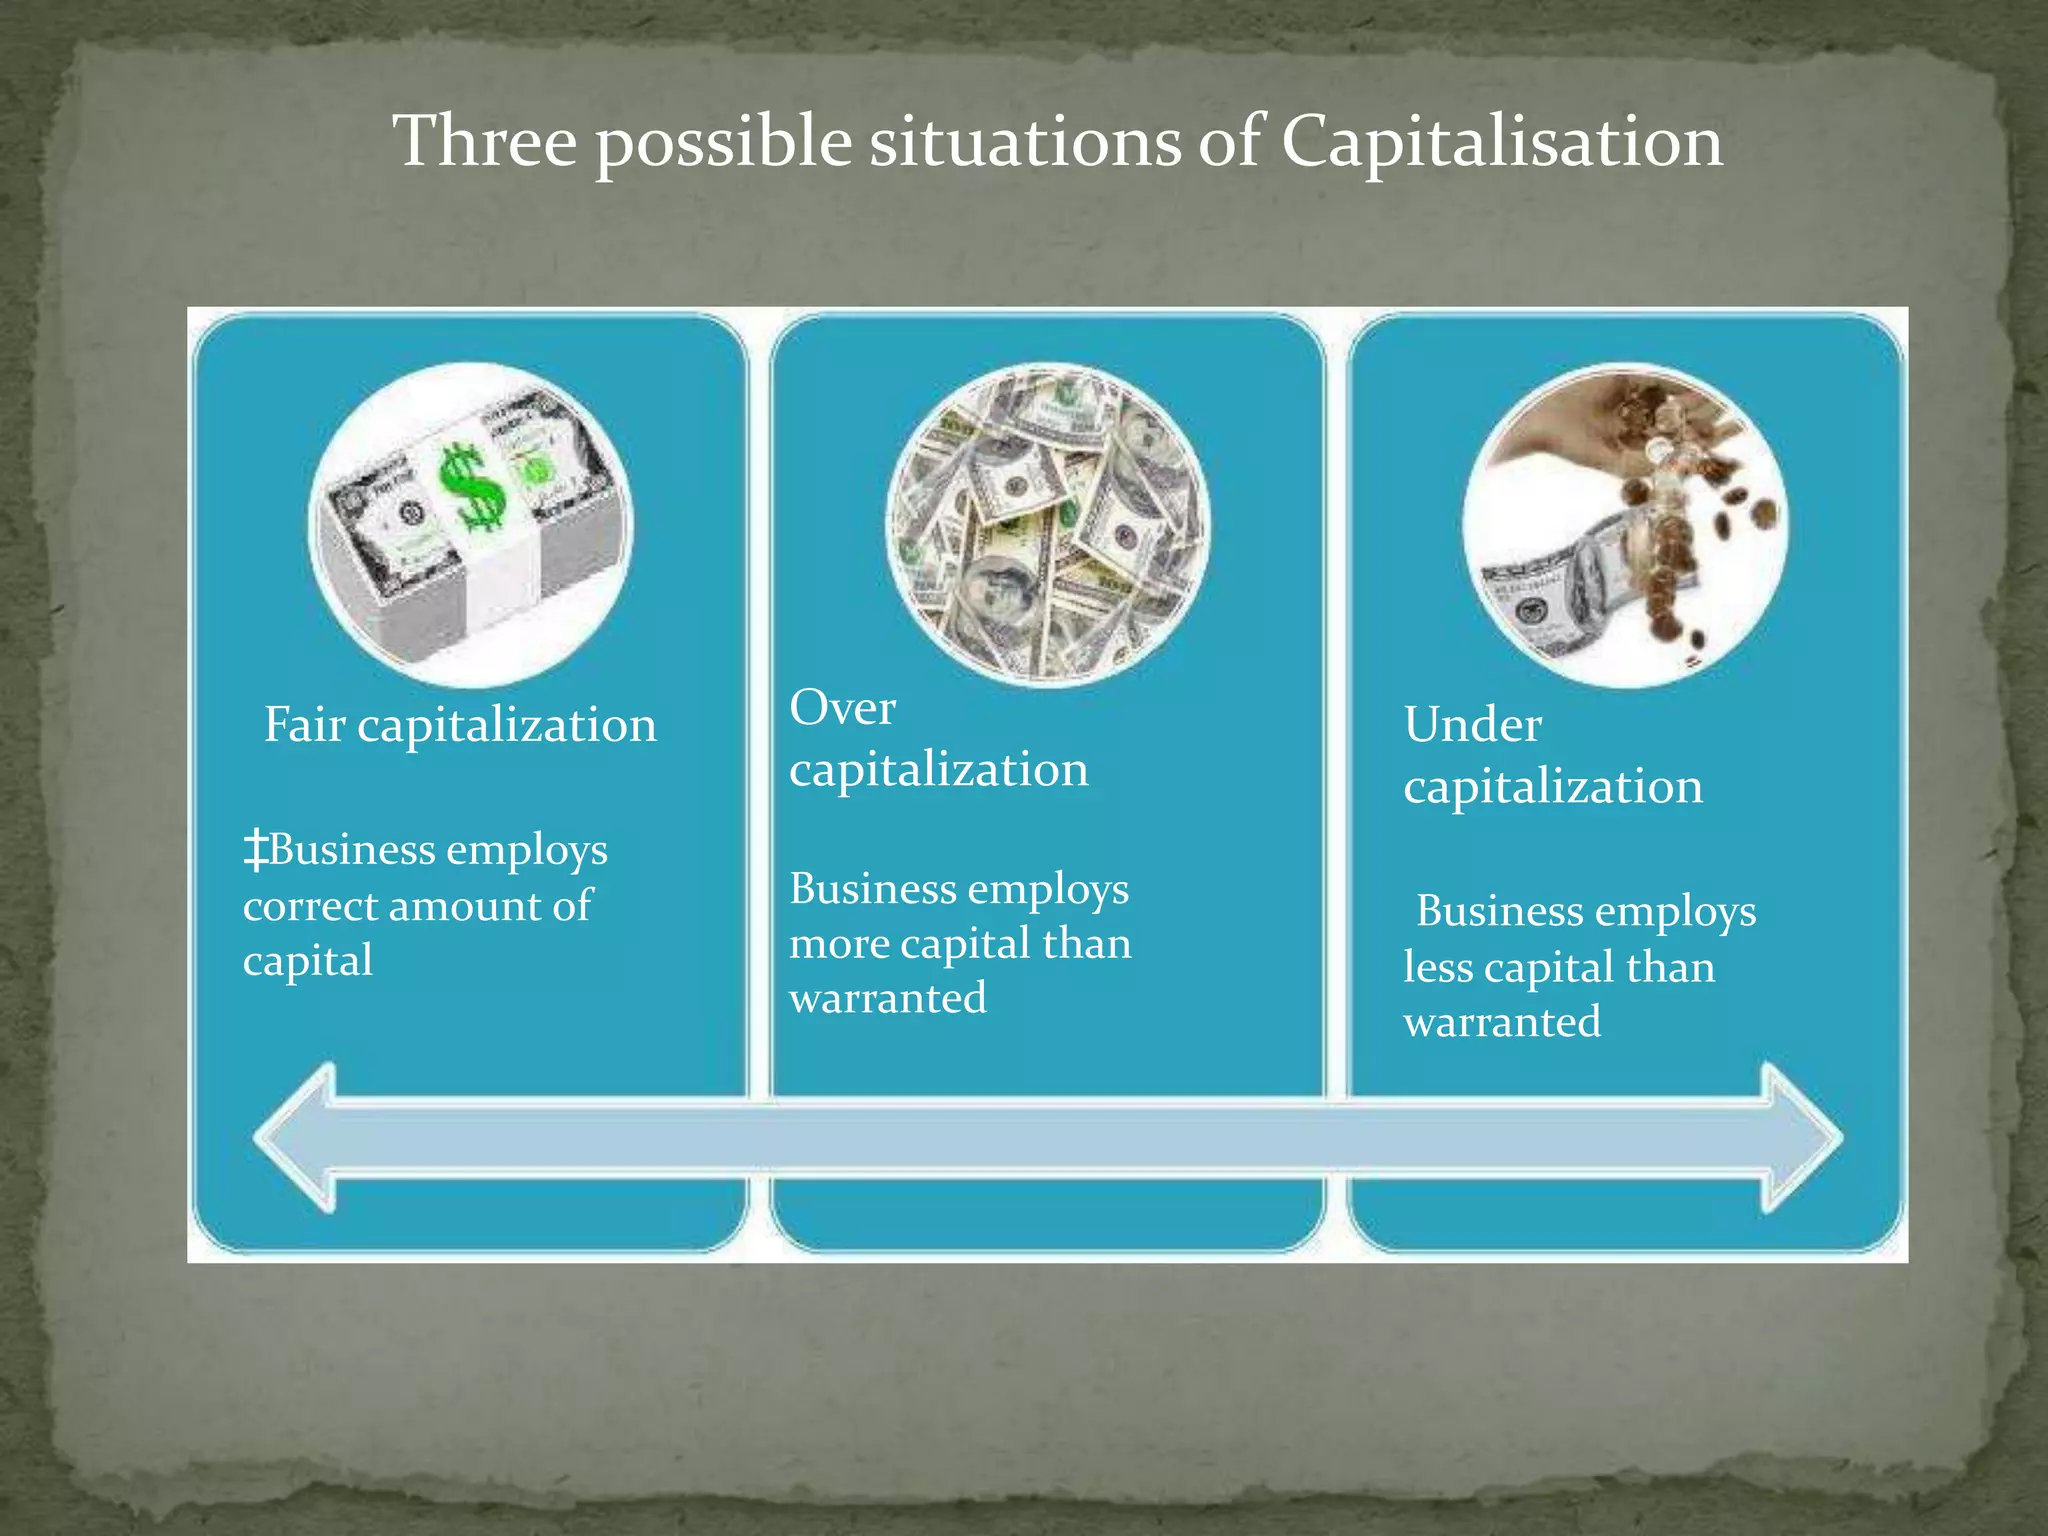 Three possible situations of Capitalisation
Fair capitalization
‡Business employs
correct amount of
capital
Over
capitalization
Business employs
more capital than
warranted
Under
capitalization
Business employs
less capital than
warranted